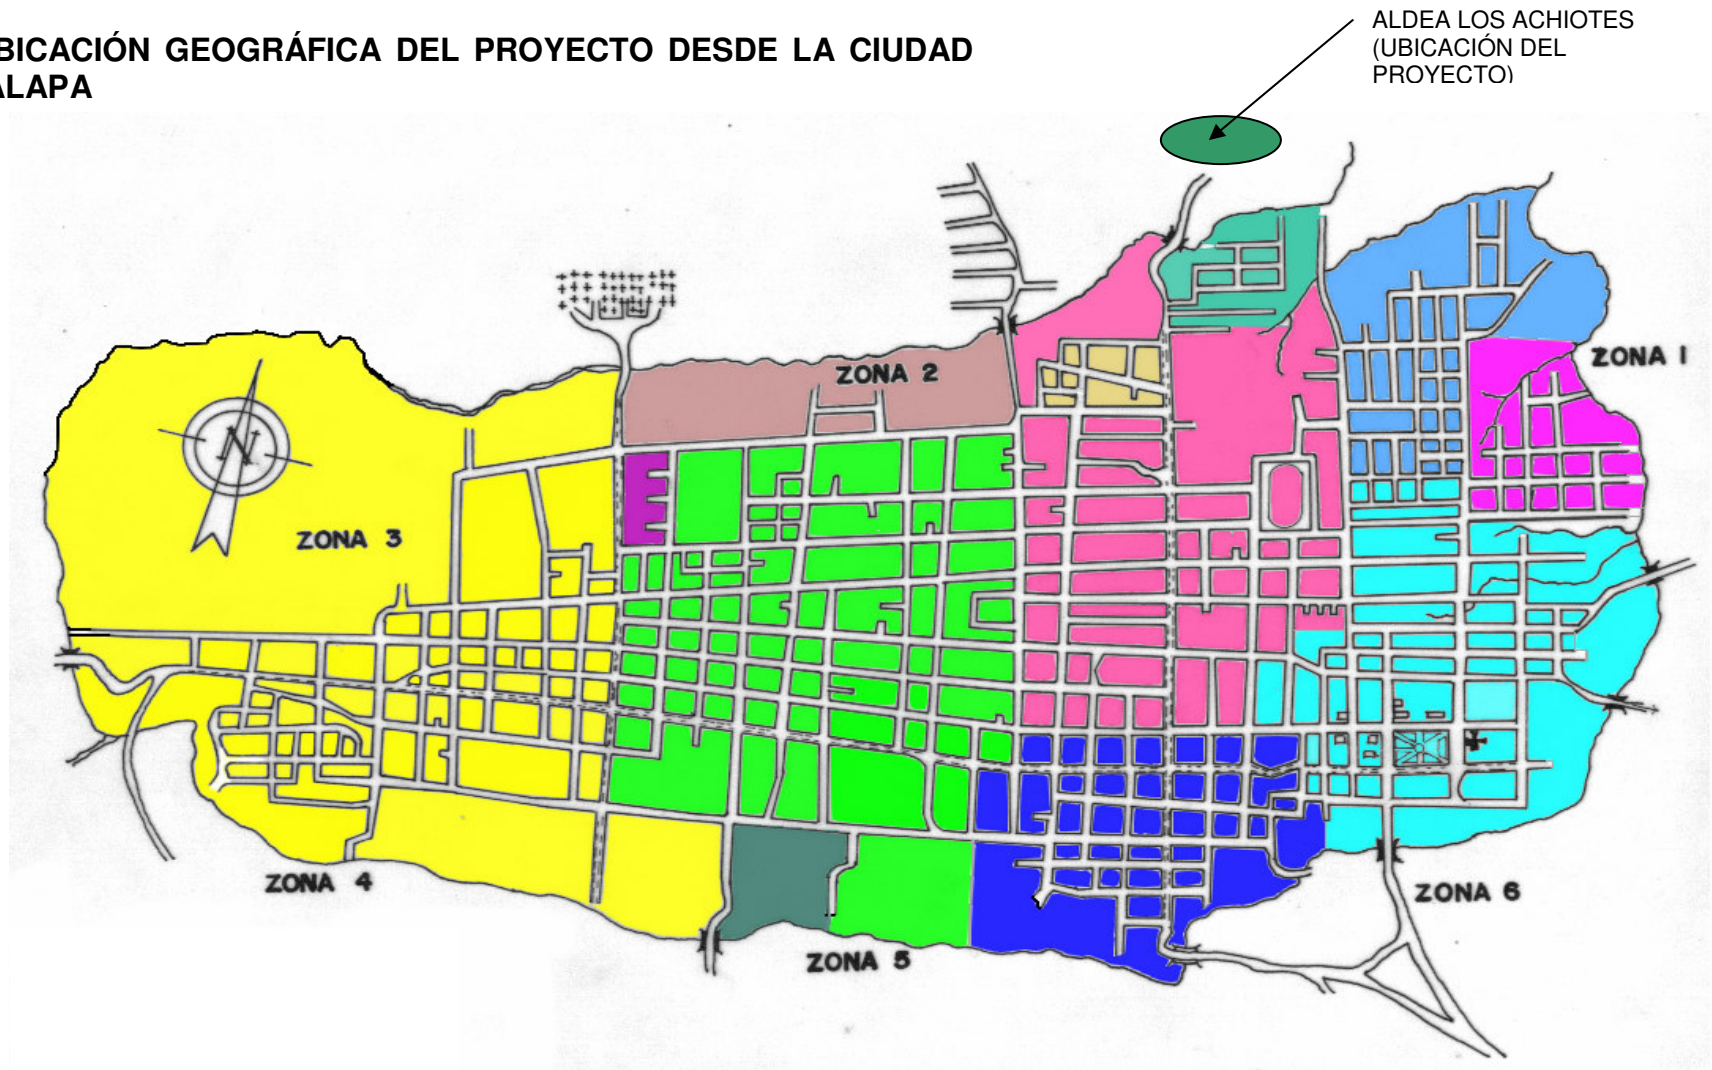 BICACIÓN GEOGRÁFICA DEL PROYECTO DESDE LA CIUDAD
ALAPA
ALDEA LOS ACHIOTES
(UBICACIÓN DEL
PROYECTO)
ZONA 2
ZONA 1
N
ZONA 3
ZONA 4
ZONA 6
ZONA 5